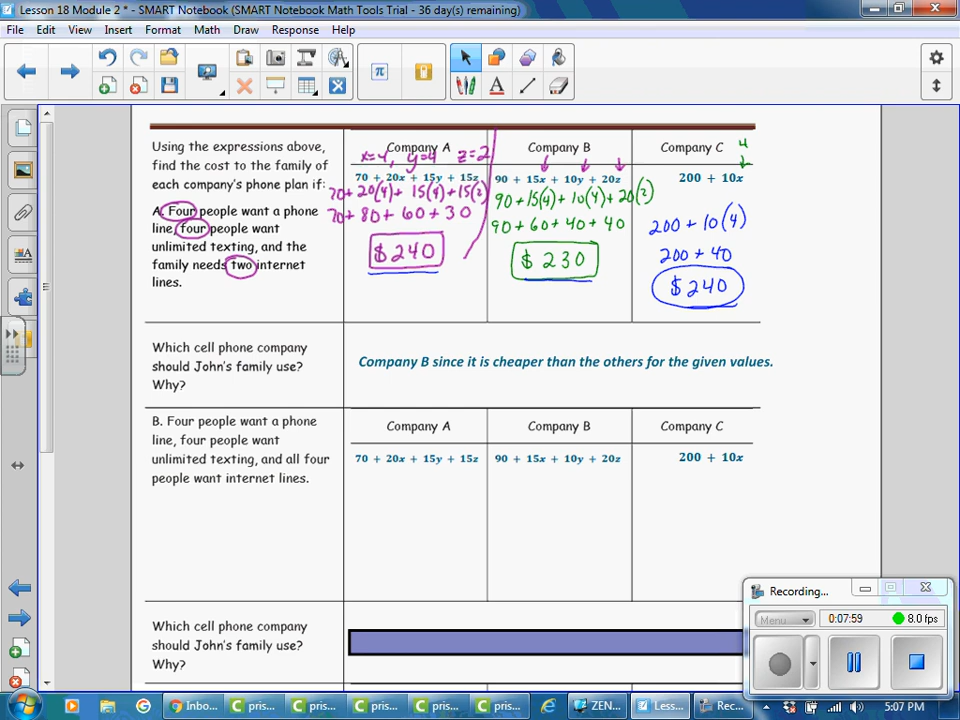 Lesson 18 Module 2 * - SMART Notebook (SMART Notebook Math Tools Trial - 36 day(s) remaining)
File Edit View Insert Format Math Draw Response Help
Using the expressions above,
find the cost to the family of
each company's phone plan if:
A. Four people want a phone
line, four people want
unlimited texting, and the
family needs two internet
lines.
Company A
x=4, y=4 z=2
70 + 20x + 15y + 15z
70+20(4)+ 15(4)+15(2)
70+ 80+ 60+30
$240
Company B
90 + 15x + 10y + 20z
90+15(4)+10(4)+20(2)
90+60+40+40
$ 230
Company C
4
200 + 10x
200+10(4)
200+40
$240
Which cell phone company
should John's family use?
Why?
Company B since it is cheaper than the others for the given values.
B. Four people want a phone
line, four people want
unlimited texting, and all four
people want internet lines.
Company A
70 + 20x + 15y + 15z
Company B
90 + 15x + 10y + 20z
Company C
200 + 10x
Which cell phone company
should John's family use?
Why?
Recording...
Menu
0:07:59
8.0 fps
Inbo...
pris...
pris...
pris...
pris...
pris...
ZEN...
Less...
Rec...
5:07 PM